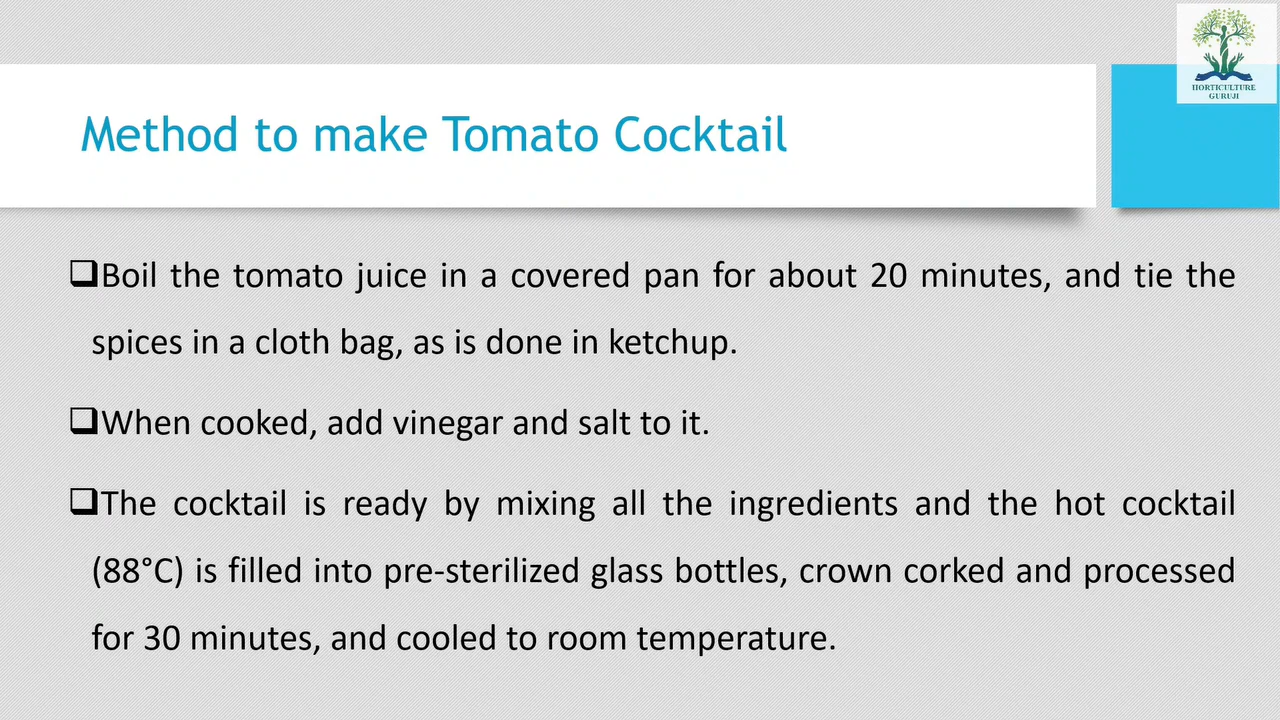 HORTICULTURE
GURUJI
Method to make Tomato Cocktail
❑Boil the tomato juice in a covered pan for about 20 minutes, and tie the
spices in a cloth bag, as is done in ketchup.
❑When cooked, add vinegar and salt to it.
❑The cocktail is ready by mixing all the ingredients and the hot cocktail
(88°C) is filled into pre-sterilized glass bottles, crown corked and processed
for 30 minutes, and cooled to room temperature.